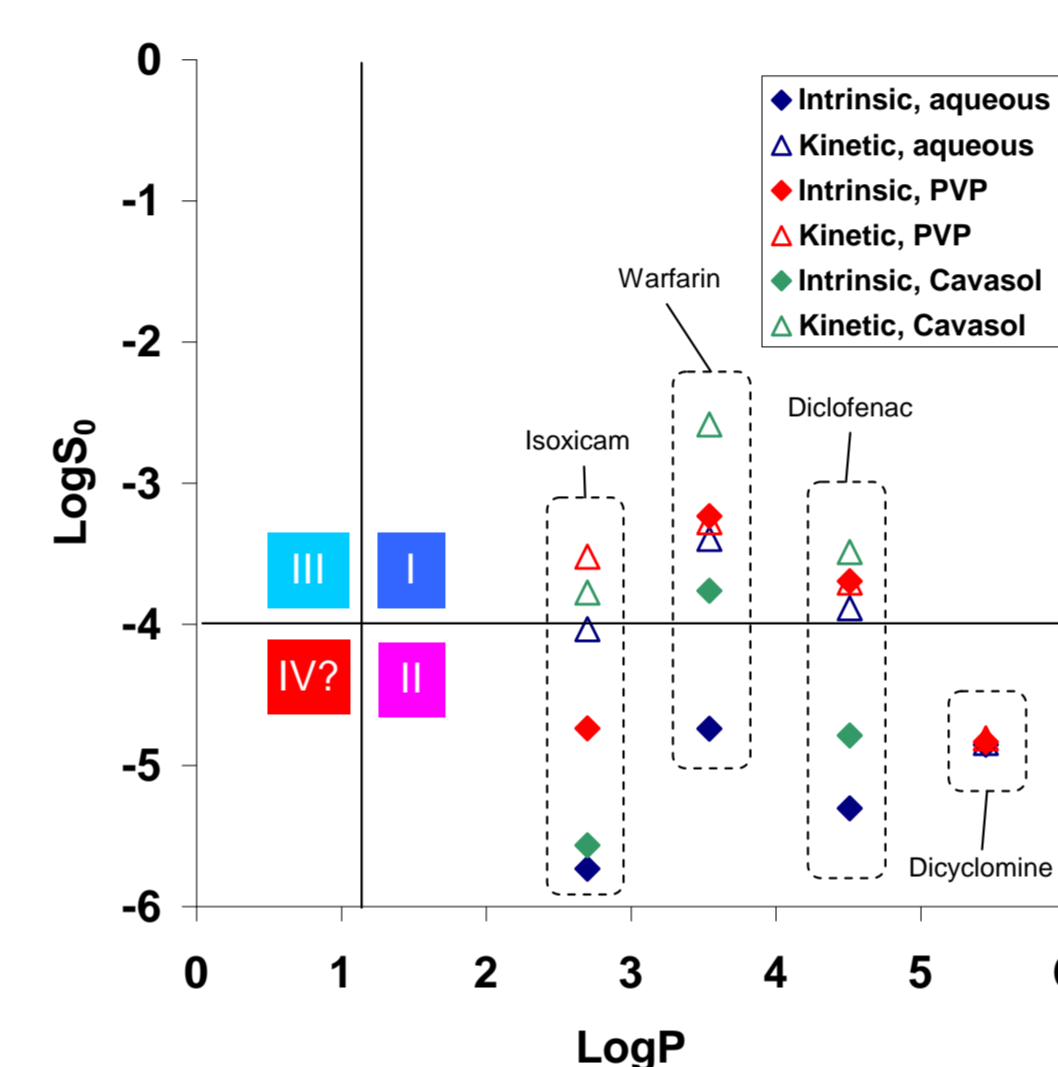 0
Intrinsic, aqueous
Kinetic, aqueous
Intrinsic, PVP
Kinetic, PVP
Intrinsic, Cavasol
Kinetic, Cavasol
-1
Warfarin
-2
Diclofenac
Isoxicam
LogS₀
-3
III
I
-4
IV?
II
-5
Dicyclomine
-6
0
1
2
3
4
5
LogP